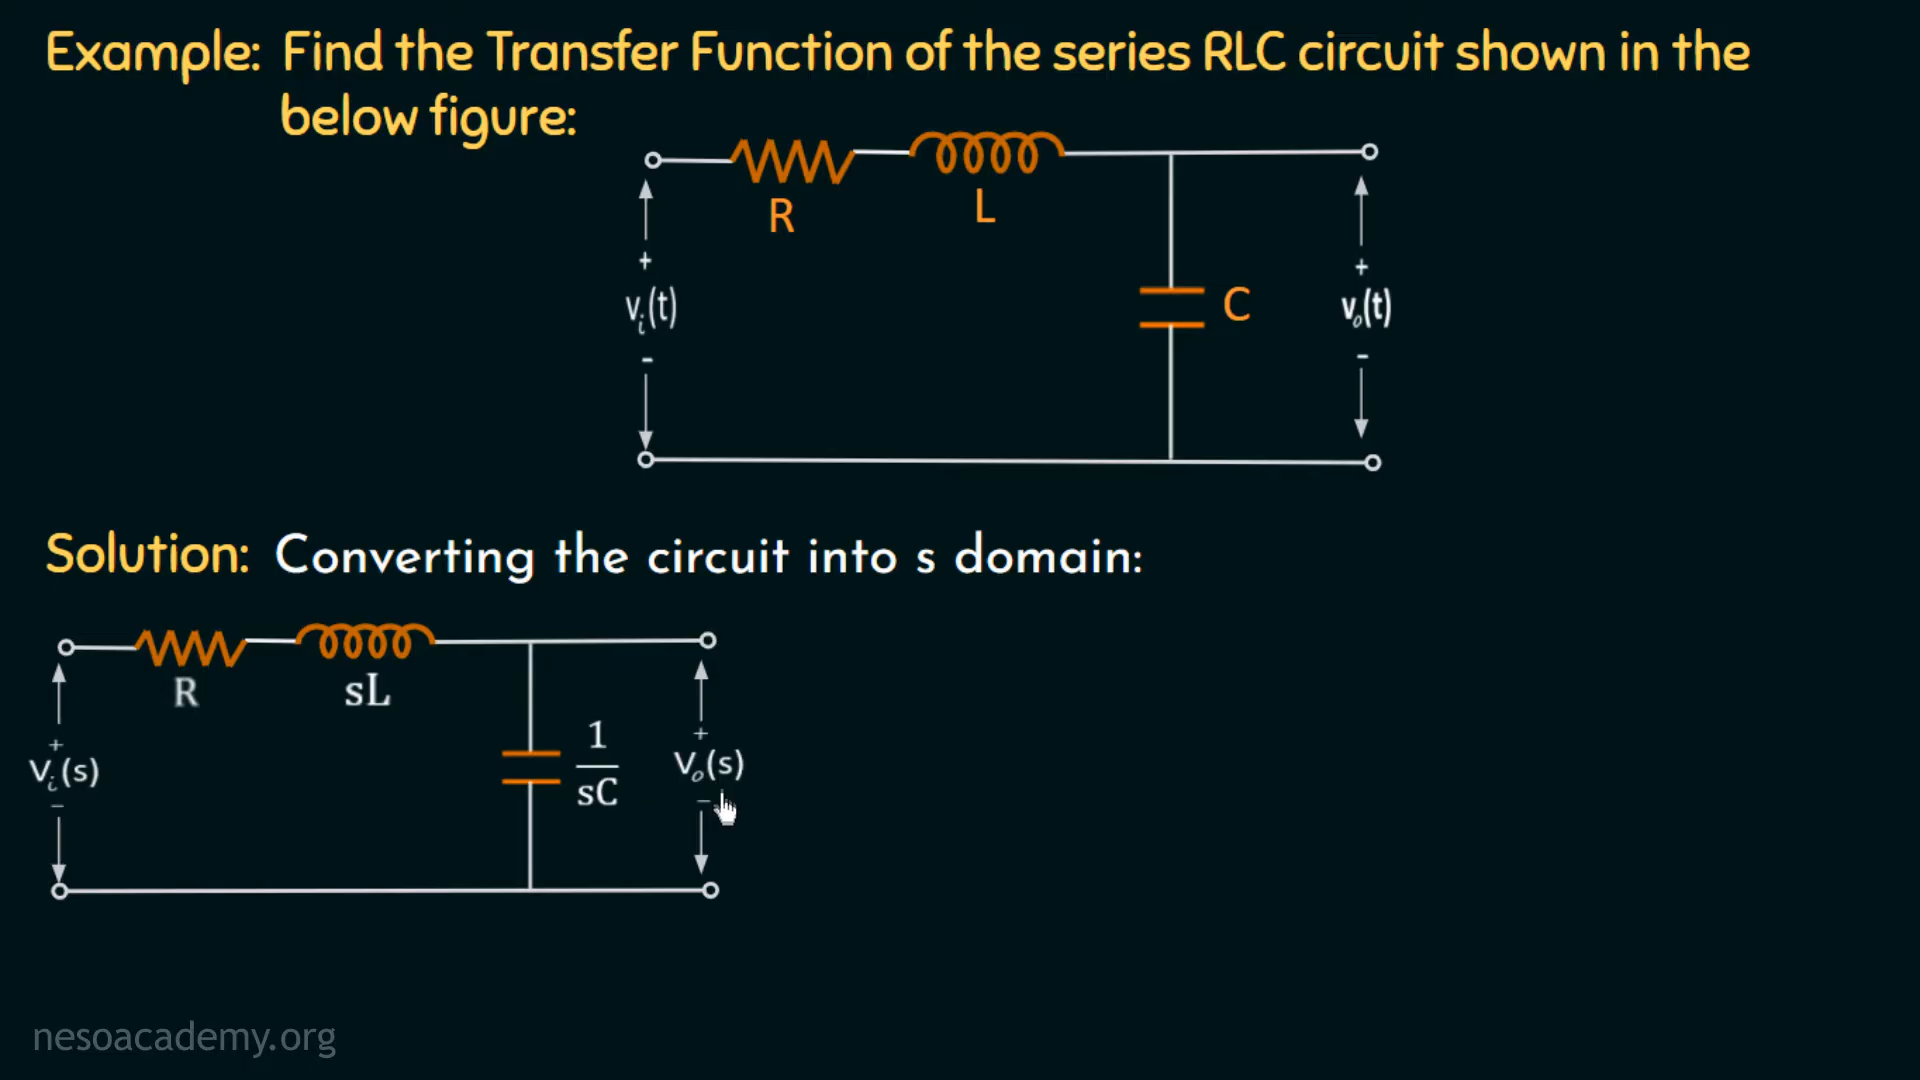 Example: Find the Transfer Function of the series RLC circuit shown in the
below figure:
R
L
+
vᵢ(t)
-
C
+
vₒ(t)
-
Solution: Converting the circuit into s domain:
R
sL
+
Vᵢ(s)
-
1
sC
+
Vₒ(s)
-
nesoacademy.org